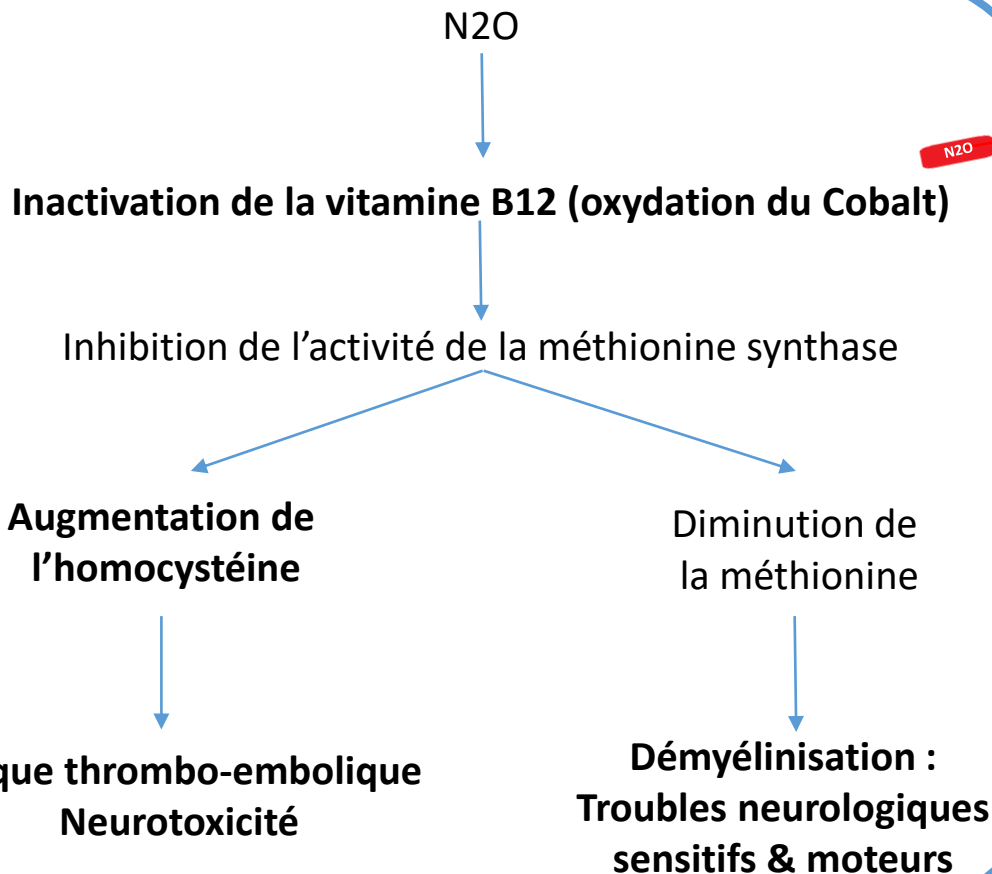 N2O
N2O
Inactivation de la vitamine B12 (oxydation du Cobalt)
Inhibition de l’activité de la méthionine synthase
Augmentation de
l’homocystéine
Diminution de
la méthionine
thrombo-embolique
Neurotoxicité
Démyélinisation :
Troubles neurologiques
sensitifs & moteurs